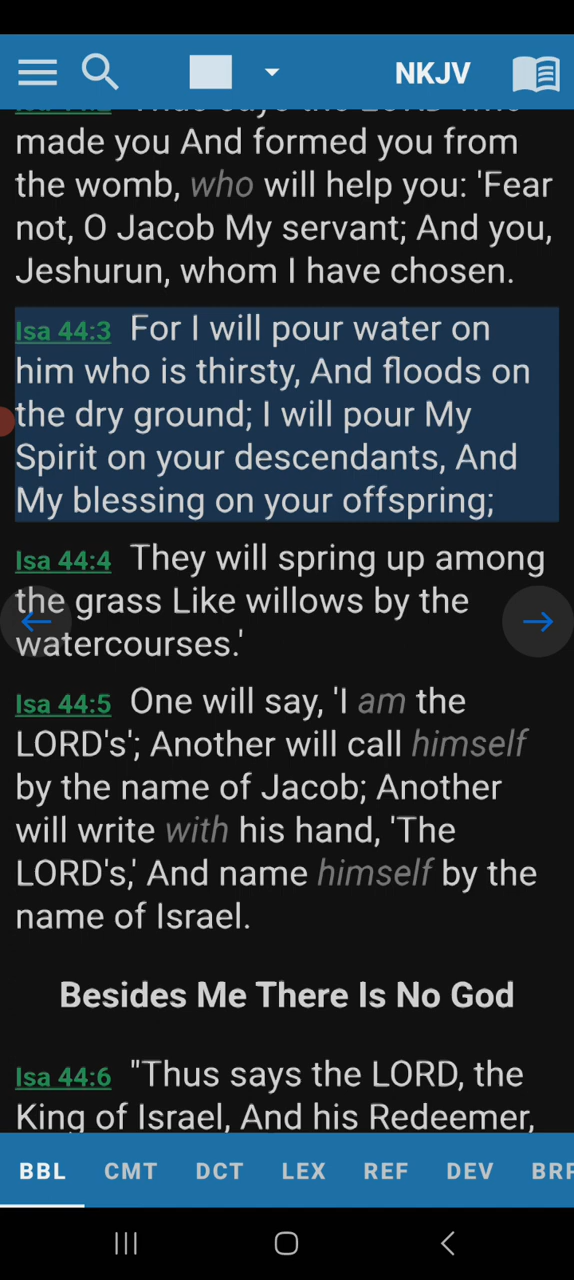 NKJV
made you And formed you from
the womb, who will help you: 'Fear
not, O Jacob My servant; And you,
Jeshurun, whom I have chosen.
Isa 44:3 For I will pour water on
him who is thirsty, And floods on
the dry ground; I will pour My
Spirit on your descendants, And
My blessing on your offspring;
Isa 44:4 They will spring up among
the grass Like willows by the
watercourses.'
Isa 44:5 One will say, 'I am the
LORD's'; Another will call himself
by the name of Jacob; Another
will write with his hand, 'The
LORD's,' And name himself by the
name of Israel.
Besides Me There Is No God
Isa 44:6 "Thus says the LORD, the
King of Israel, And his Redeemer,
BBL CMT DCT LEX REF DEV